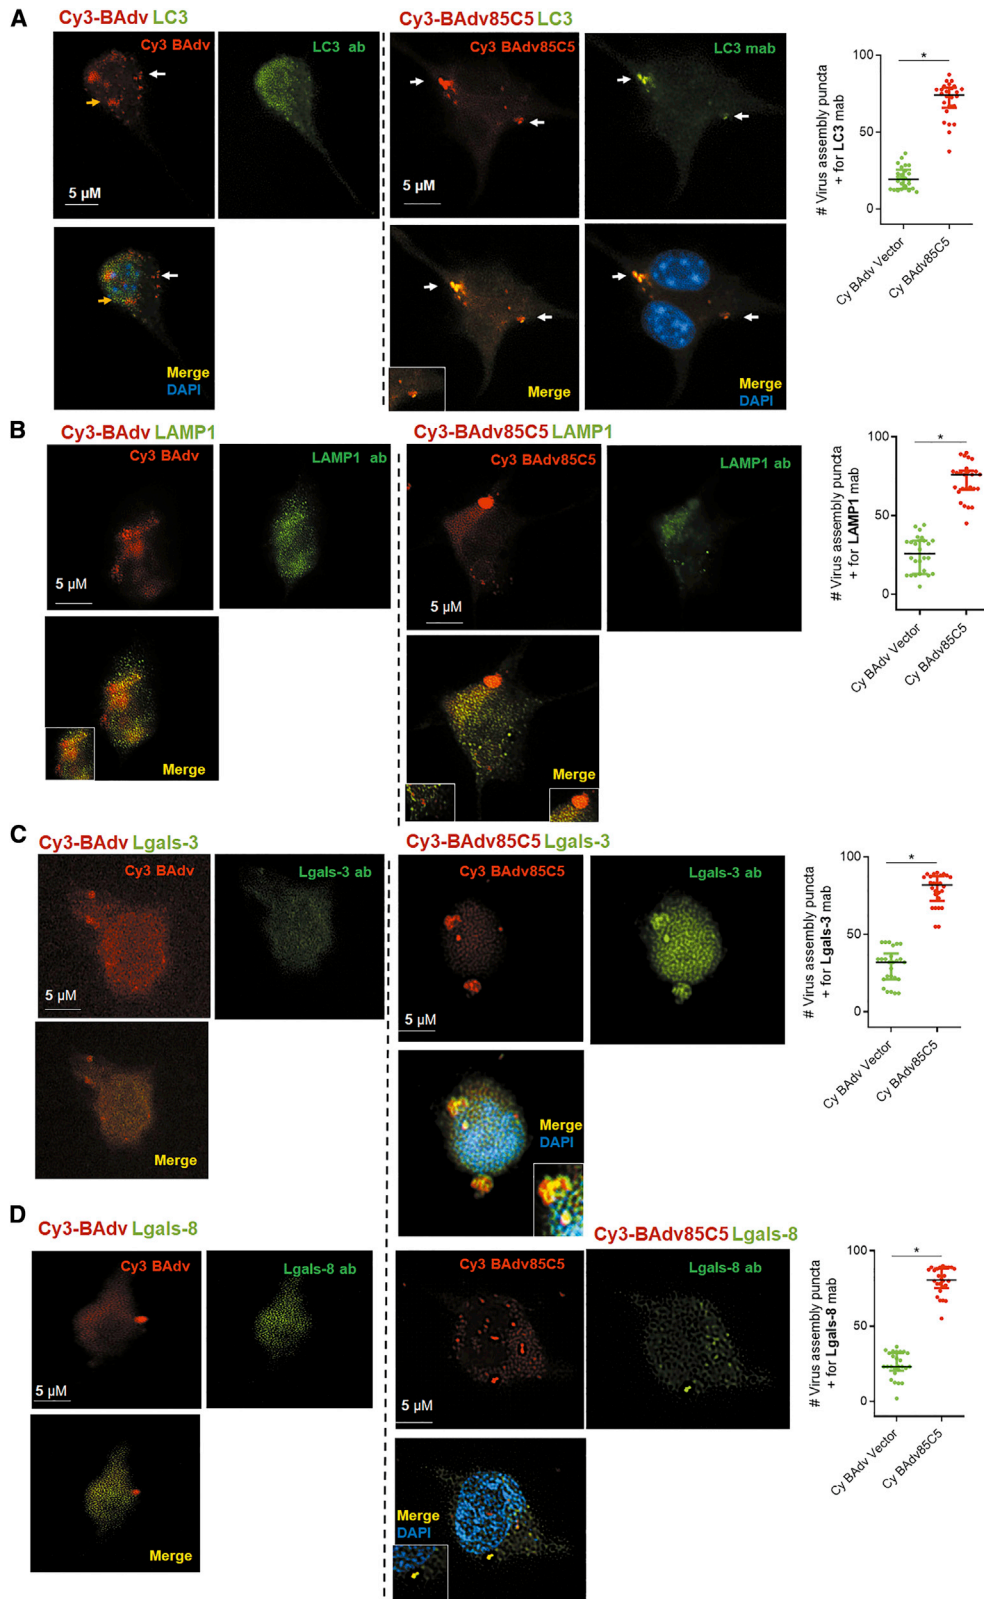 A
Cy3-BAdv LC3
Cy3 BAdv
LC3 ab
5 µM
Merge
DAPI
Cy3-BAdv85C5 LC3
Cy3 BAdv85C5
LC3 mab
5 µM
Merge
Merge
DAPI
# Virus assembly puncta
+ for LC3 mab
100
50
0
*
Cy BAdv Vector
Cy BAdv85C5
B
Cy3-BAdv LAMP1
Cy3 BAdv
LAMP1 ab
5 µM
Merge
Cy3-BAdv85C5 LAMP1
Cy3 BAdv85C5
LAMP1 ab
5 µM
Merge
# Virus assembly puncta
+ for LAMP1 mab
100
50
0
*
Cy BAdv Vector
Cy BAdv85C5
C
Cy3-BAdv Lgals-3
Cy3 BAdv
Lgals-3 ab
5 µM
Merge
Cy3-BAdv85C5 Lgals-3
Cy3 BAdv85C5
Lgals-3 ab
5 µM
Merge
DAPI
# Virus assembly puncta
+ for Lgals-3 mab
100
50
0
*
Cy BAdv Vector
Cy BAdv85C5
D
Cy3-BAdv Lgals-8
Cy3 BAdv
Lgals-8 ab
5 µM
Merge
Cy3-BAdv85C5 Lgals-8
Cy3 BAdv85C5
Lgals-8 ab
5 µM
Merge
DAPI
# Virus assembly puncta
+ for Lgals-8 mab
100
50
0
*
Cy BAdv Vector
Cy BAdv85C5